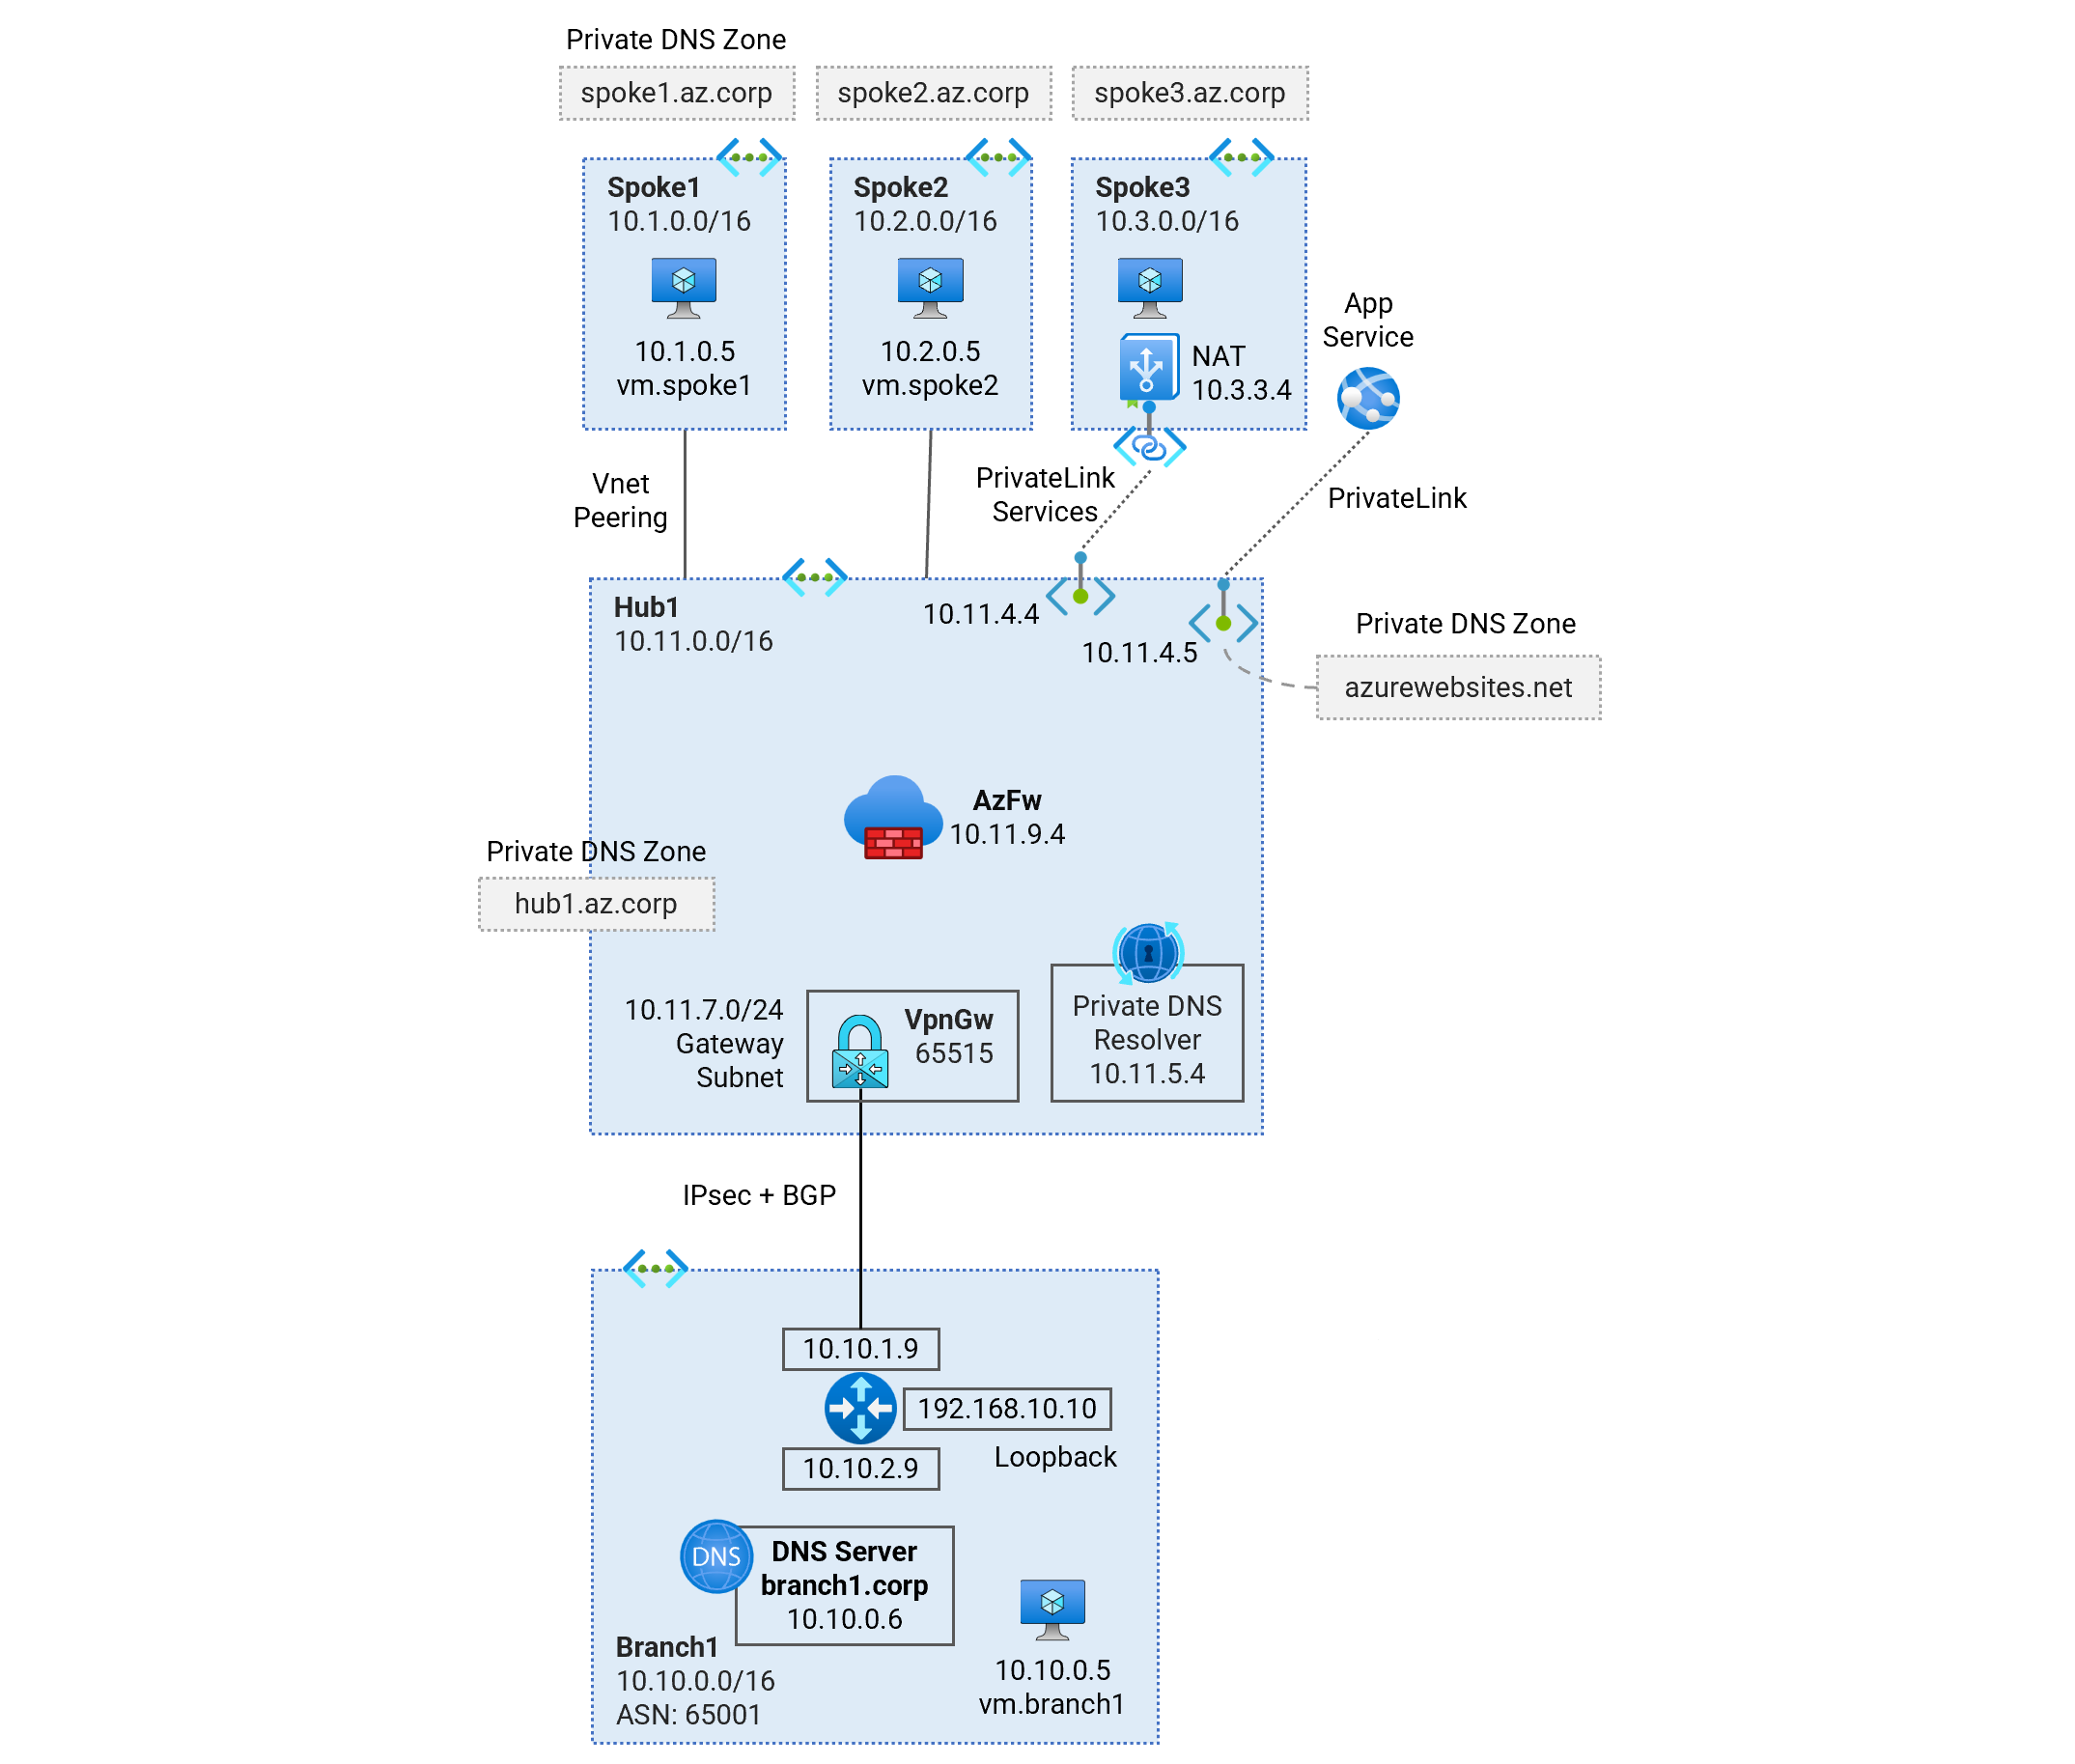 Private DNS Zone
spoke1.az.corp
spoke2.az.corp
spoke3.az.corp
Spoke1
10.1.0.0/16
10.1.0.5
vm.spoke1
Spoke2
10.2.0.0/16
10.2.0.5
vm.spoke2
Spoke3
10.3.0.0/16
NAT
10.3.3.4
App
Service
Vnet
Peering
PrivateLink
Services
PrivateLink
Hub1
10.11.0.0/16
10.11.4.4
10.11.4.5
Private DNS Zone
azurewebsites.net
AzFw
10.11.9.4
Private DNS Zone
hub1.az.corp
10.11.7.0/24
Gateway
Subnet
VpnGw
65515
Private DNS
Resolver
10.11.5.4
IPsec + BGP
10.10.1.9
192.168.10.10
Loopback
10.10.2.9
DNS
DNS Server
branch1.corp
10.10.0.6
Branch1
10.10.0.0/16
ASN: 65001
10.10.0.5
vm.branch1